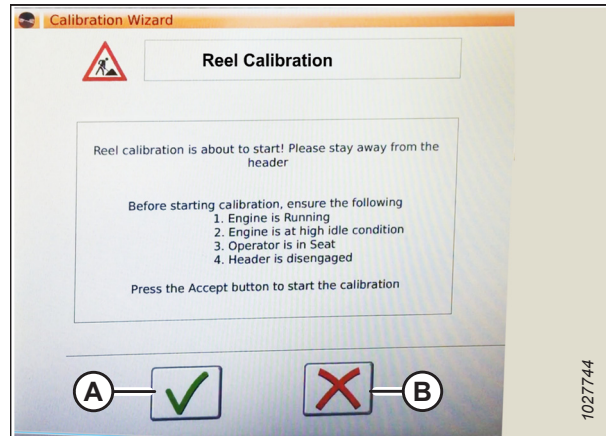 Calibration Wizard
Reel Calibration
Reel calibration is about to start! Please stay away from the
header
Before starting calibration, ensure the following
1. Engine is Running
2. Engine is at high idle condition
3. Operator is in Seat
4. Header is disengaged
Press the Accept button to start the calibration
A
B
1027744